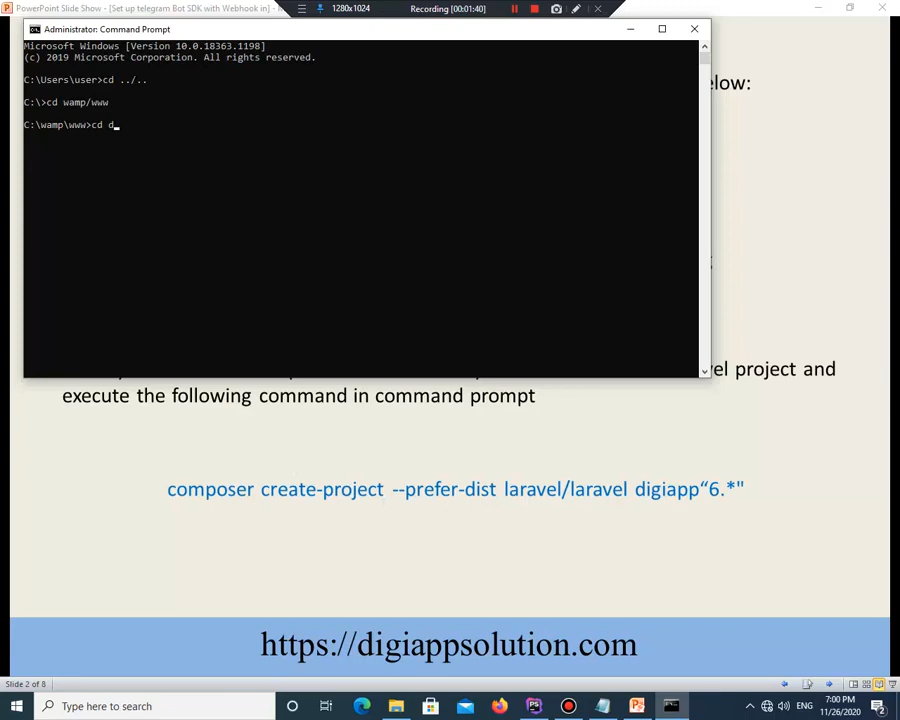 PowerPoint Slide Show - [Set up telegram Bot SDK with Webhook in]
1280x1024
Recording [00:01:40]
Administrator: Command Prompt
Microsoft Windows [Version 10.0.18363.1198]
(c) 2019 Microsoft Corporation. All rights reserved.
C:\Users\user>cd ../..
C:\>cd wamp/www
C:\wamp\www>cd d
elow:
vel project and
execute the following command in command prompt
composer create-project --prefer-dist laravel/laravel digiapp“6.*"
https://digiappsolution.com
Slide 2 of 8
Type here to search
7:00 PM
11/26/2020
2